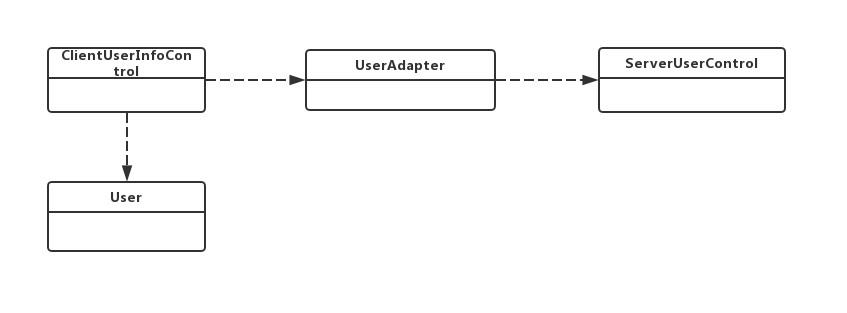 ClientUserInfoCon
trol
UserAdapter
ServerUserControl
User